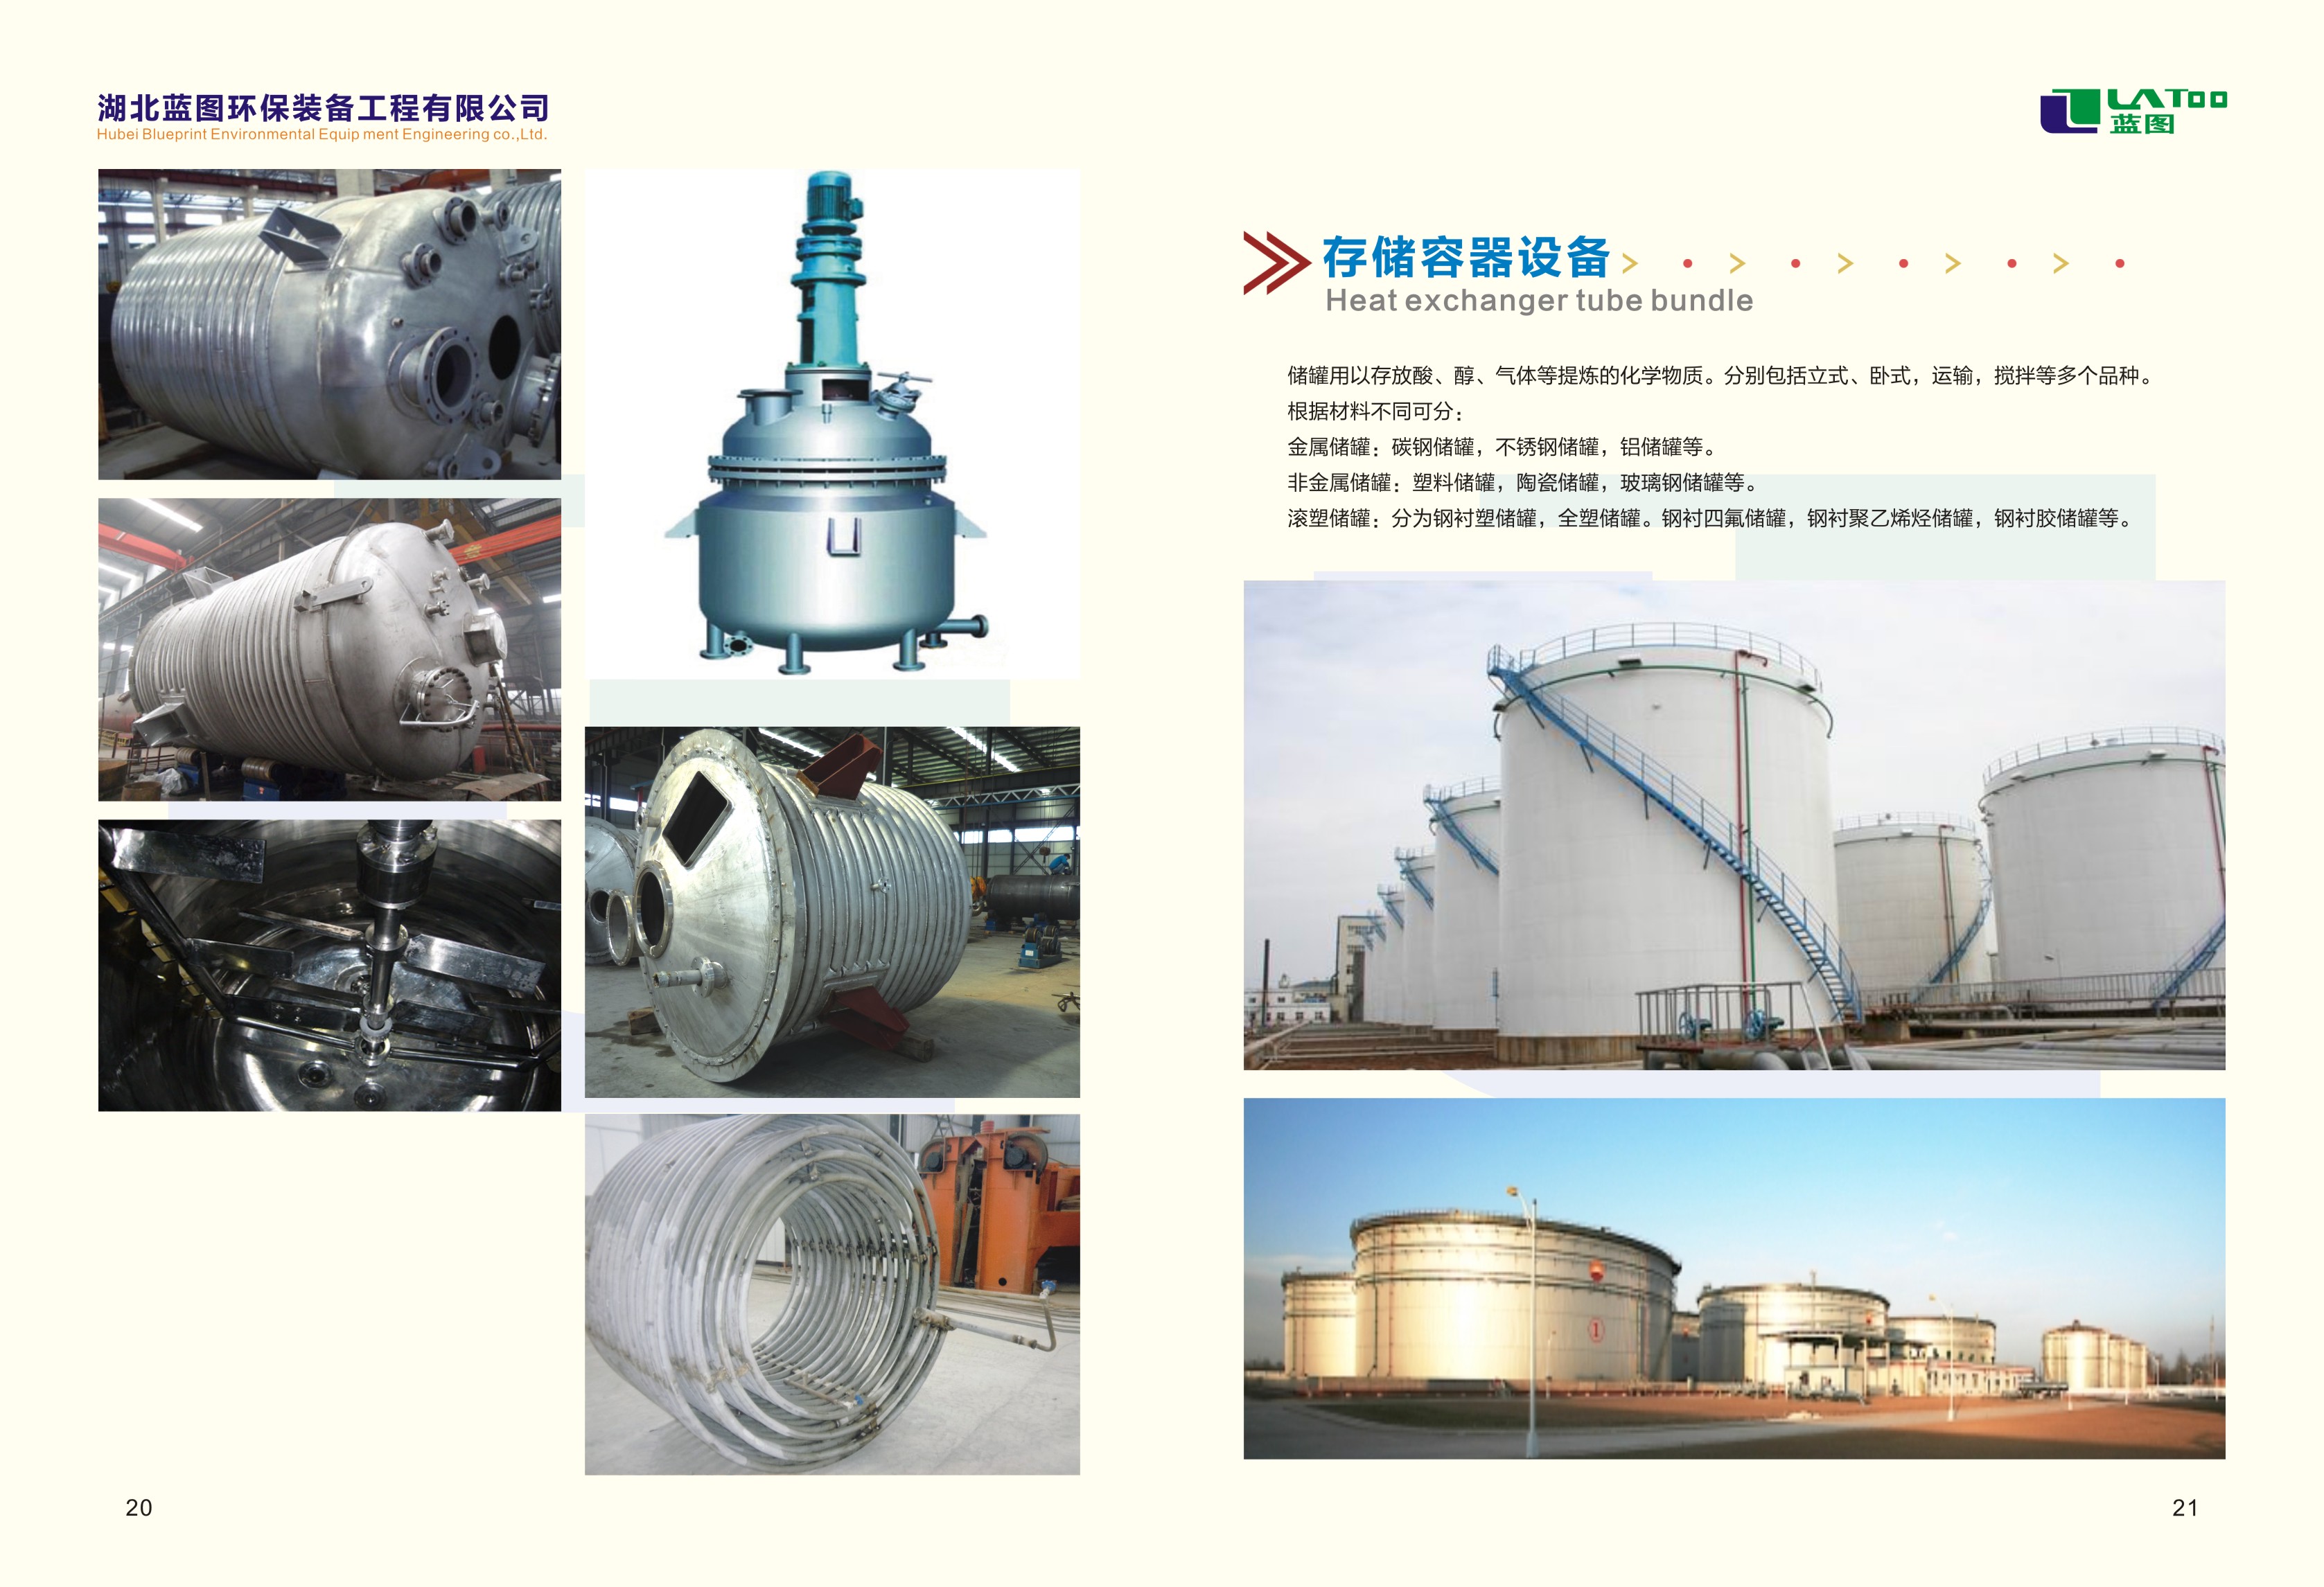 湖北蓝图环保装备工程有限公司
Hubei Blueprint Environmental Equip ment Engineering co.,Ltd.
LATOO
蓝图
存储容器设备
Heat exchanger tube bundle
储罐用以存放酸、醇、气体等提炼的化学物质。分别包括立式、卧式，运输，搅拌等多个品种。
根据材料不同可分：
金属储罐：碳钢储罐，不锈钢储罐，铝储罐等。
非金属储罐：塑料储罐，陶瓷储罐，玻璃钢储罐等。
滚塑储罐：分为钢衬塑储罐，全塑储罐。钢衬四氟储罐，钢衬聚乙烯烃储罐，钢衬胶储罐等。
1
20
21